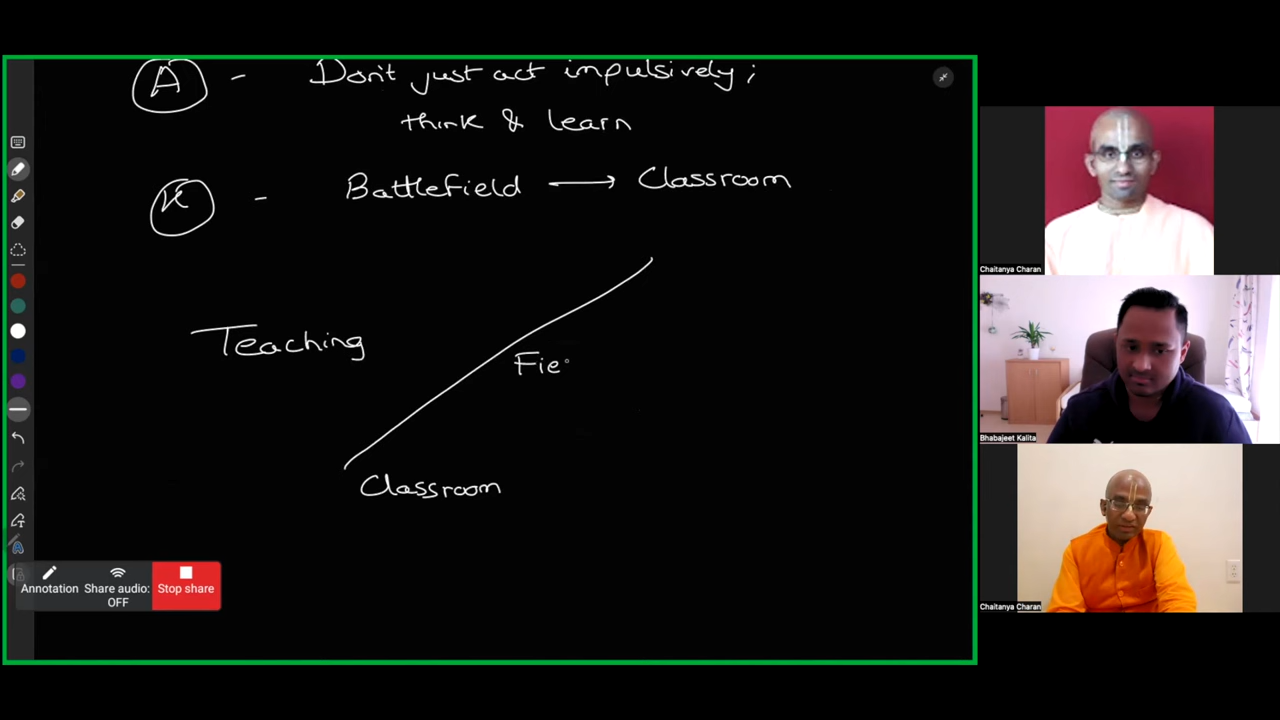 A - Don't just act impulsively;
think & learn
K - Battlefield → Classroom
Teaching
Fie
Classroom
Annotation
Share audio: OFF
Stop share
Chaitanya Charan
Bhabajeet Kalita
Chaitanya Charan